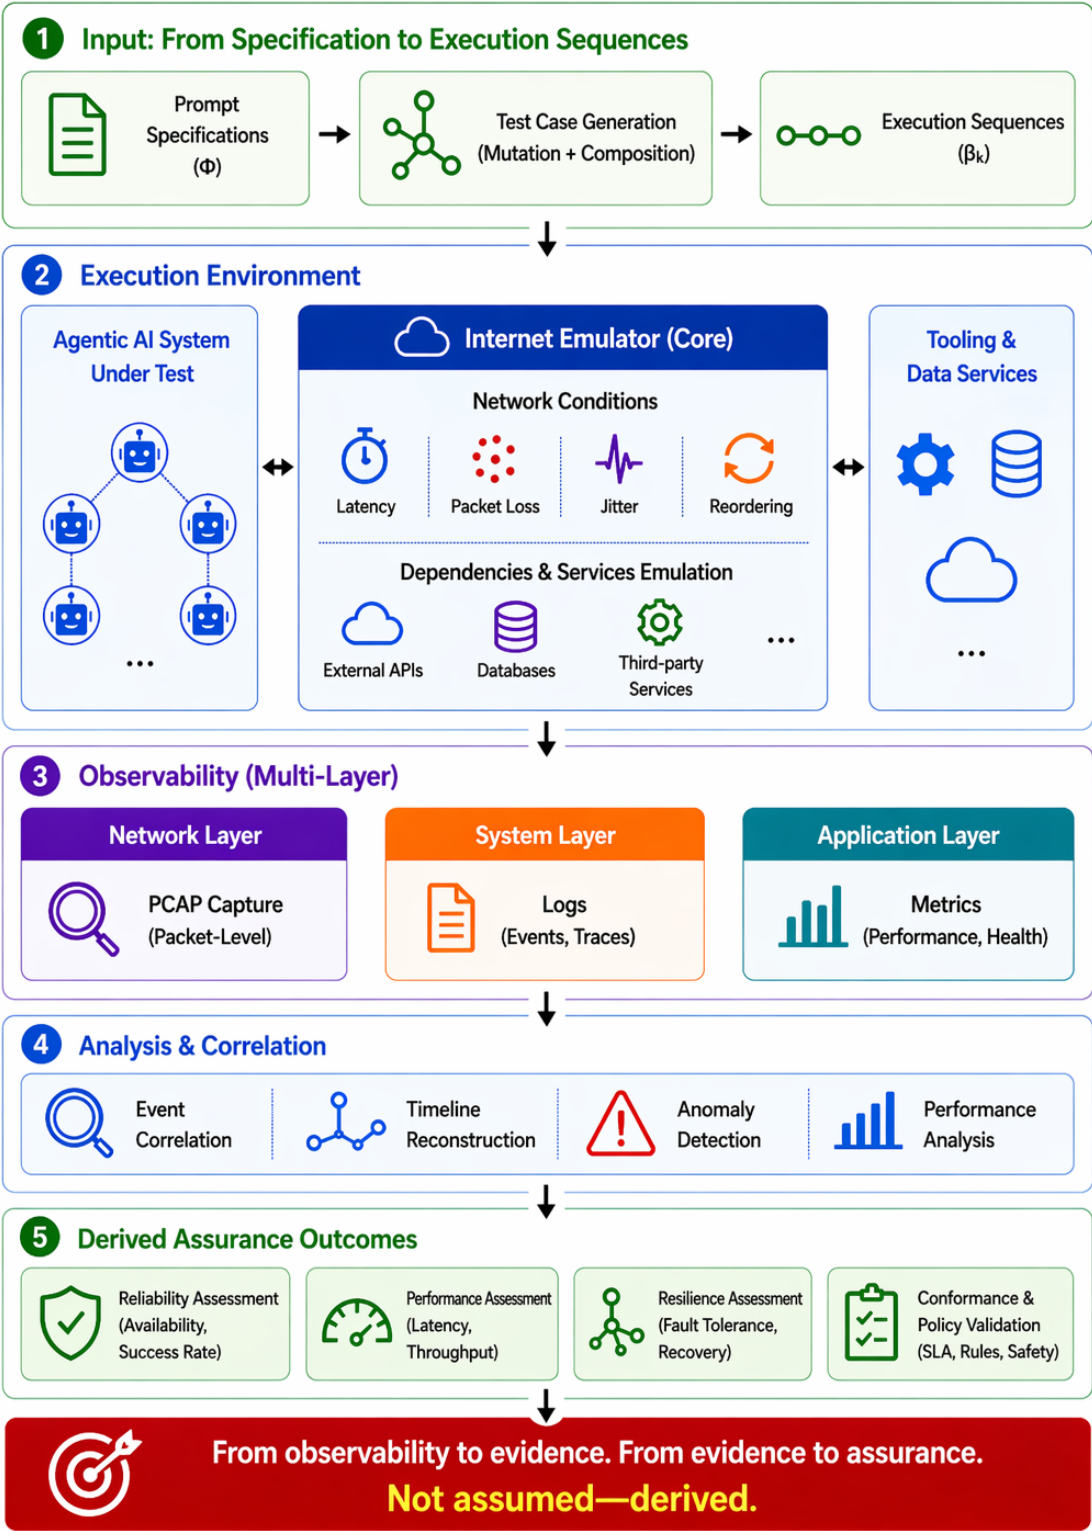 1 Input: From Specification to Execution Sequences
Prompt
Specifications
(Φ)
Test Case Generation
(Mutation + Composition)
Execution Sequences
(βₖ)
2 Execution Environment
Agentic AI System
Under Test
...
Internet Emulator (Core)
Network Conditions
Latency
Packet Loss
Jitter
Reordering
Dependencies & Services Emulation
External APIs
Databases
Third-party
Services
...
Tooling &
Data Services
...
3 Observability (Multi-Layer)
Network Layer
PCAP Capture
(Packet-Level)
System Layer
Logs
(Events, Traces)
Application Layer
Metrics
(Performance, Health)
4 Analysis & Correlation
Event
Correlation
Timeline
Reconstruction
Anomaly
Detection
Performance
Analysis
5 Derived Assurance Outcomes
Reliability Assessment
(Availability,
Success Rate)
Performance Assessment
(Latency,
Throughput)
Resilience Assessment
(Fault Tolerance,
Recovery)
Conformance &
Policy Validation
(SLA, Rules, Safety)
From observability to evidence. From evidence to assurance.
Not assumed—derived.